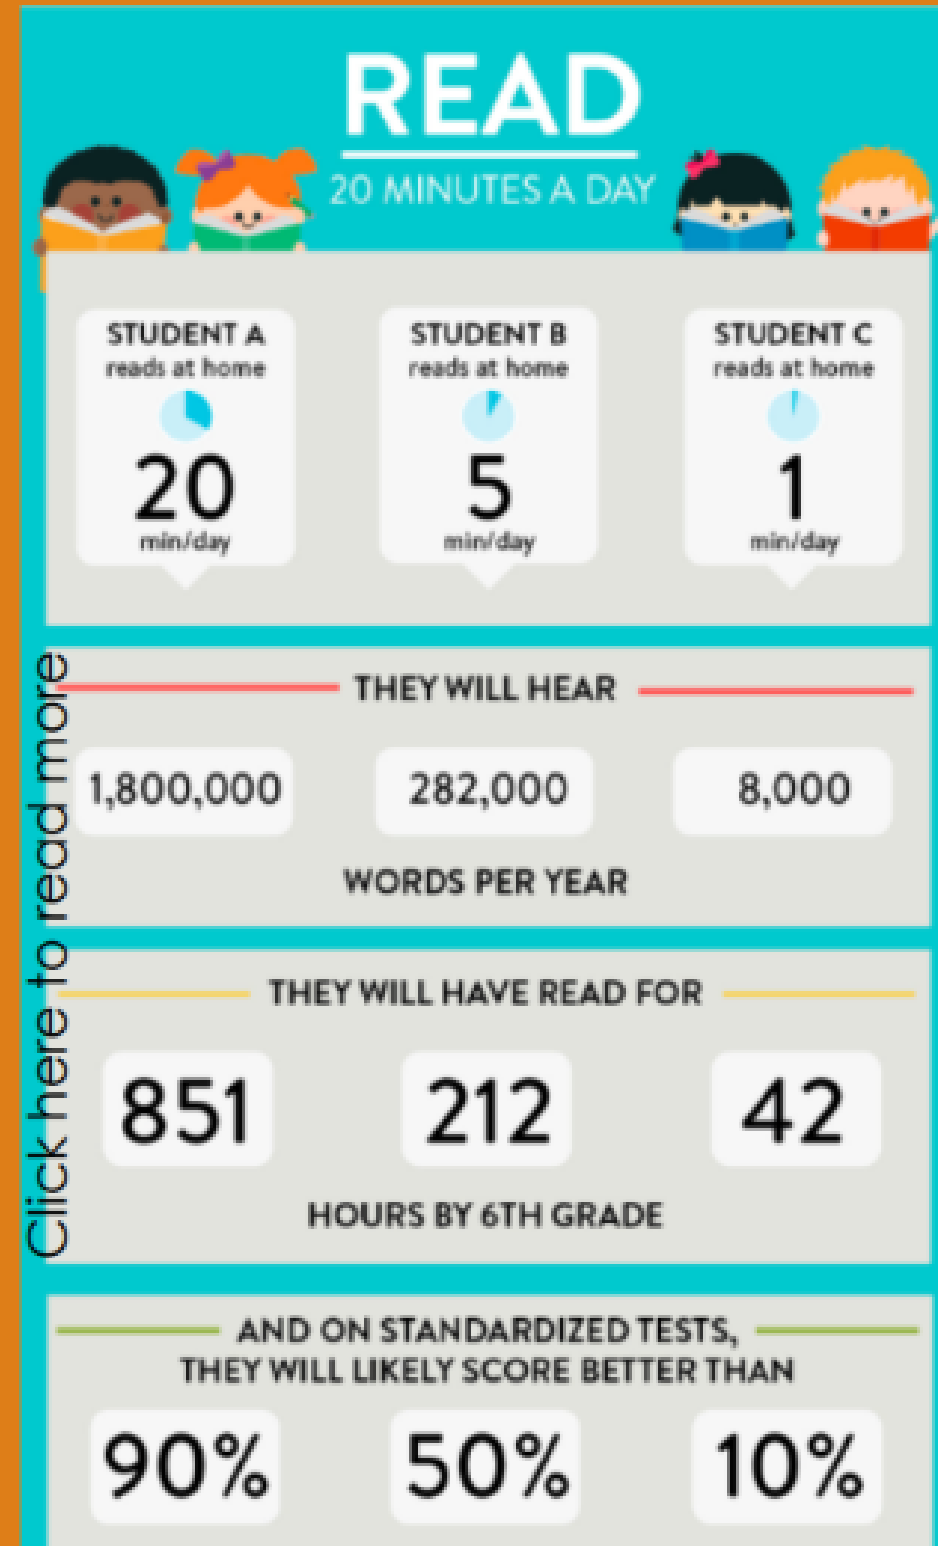 READ
20 MINUTES A DAY
STUDENT A
reads at home
20
min/day
STUDENT B
reads at home
5
min/day
STUDENT C
reads at home
1
min/day
THEY WILL HEAR
1,800,000
282,000
8,000
WORDS PER YEAR
THEY WILL HAVE READ FOR
851
212
42
HOURS BY 6TH GRADE
AND ON STANDARDIZED TESTS,
THEY WILL LIKELY SCORE BETTER THAN
90%
50%
10%
Click here to read more